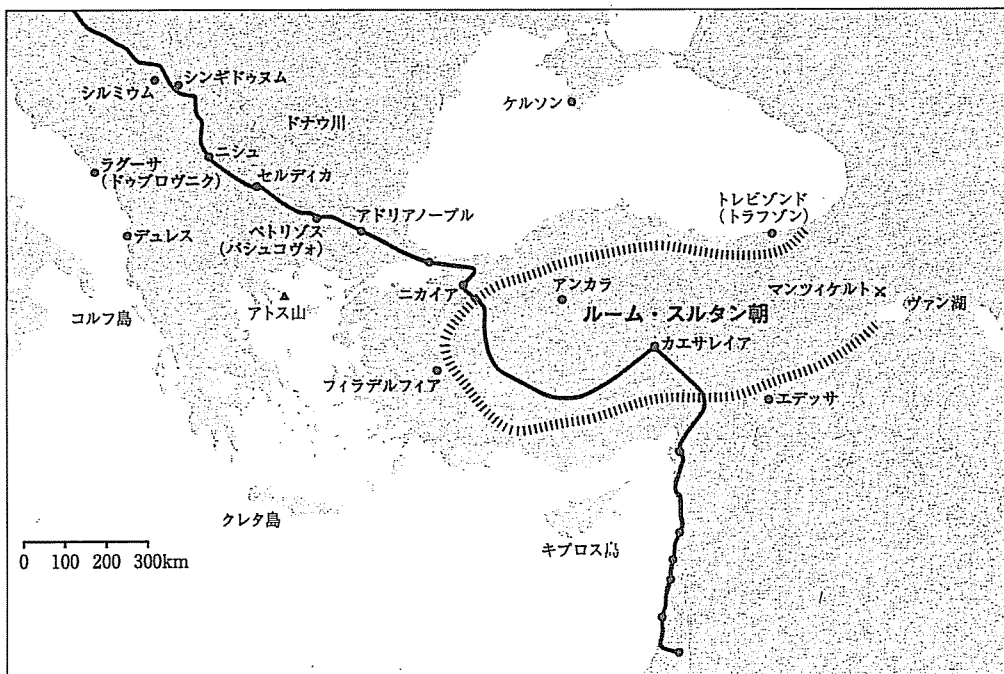 シンギドゥヌム
シルミウム
ケルソン
ドナウ川
ニシュ
ラグーサ
(ドゥブロヴニク)
セルディカ
トレビゾンド
(トラブゾン)
アドリアノープル
デュレス
ペトリゾス
(バシュコヴォ)
ニカイア
アンカラ
マンツィケルト
ヴァン湖
アトス山
コルフ島
ルーム・スルタン朝
カエサレイア
フィラデルフィア
エデッサ
クレタ島
キプロス島
0 100 200 300km